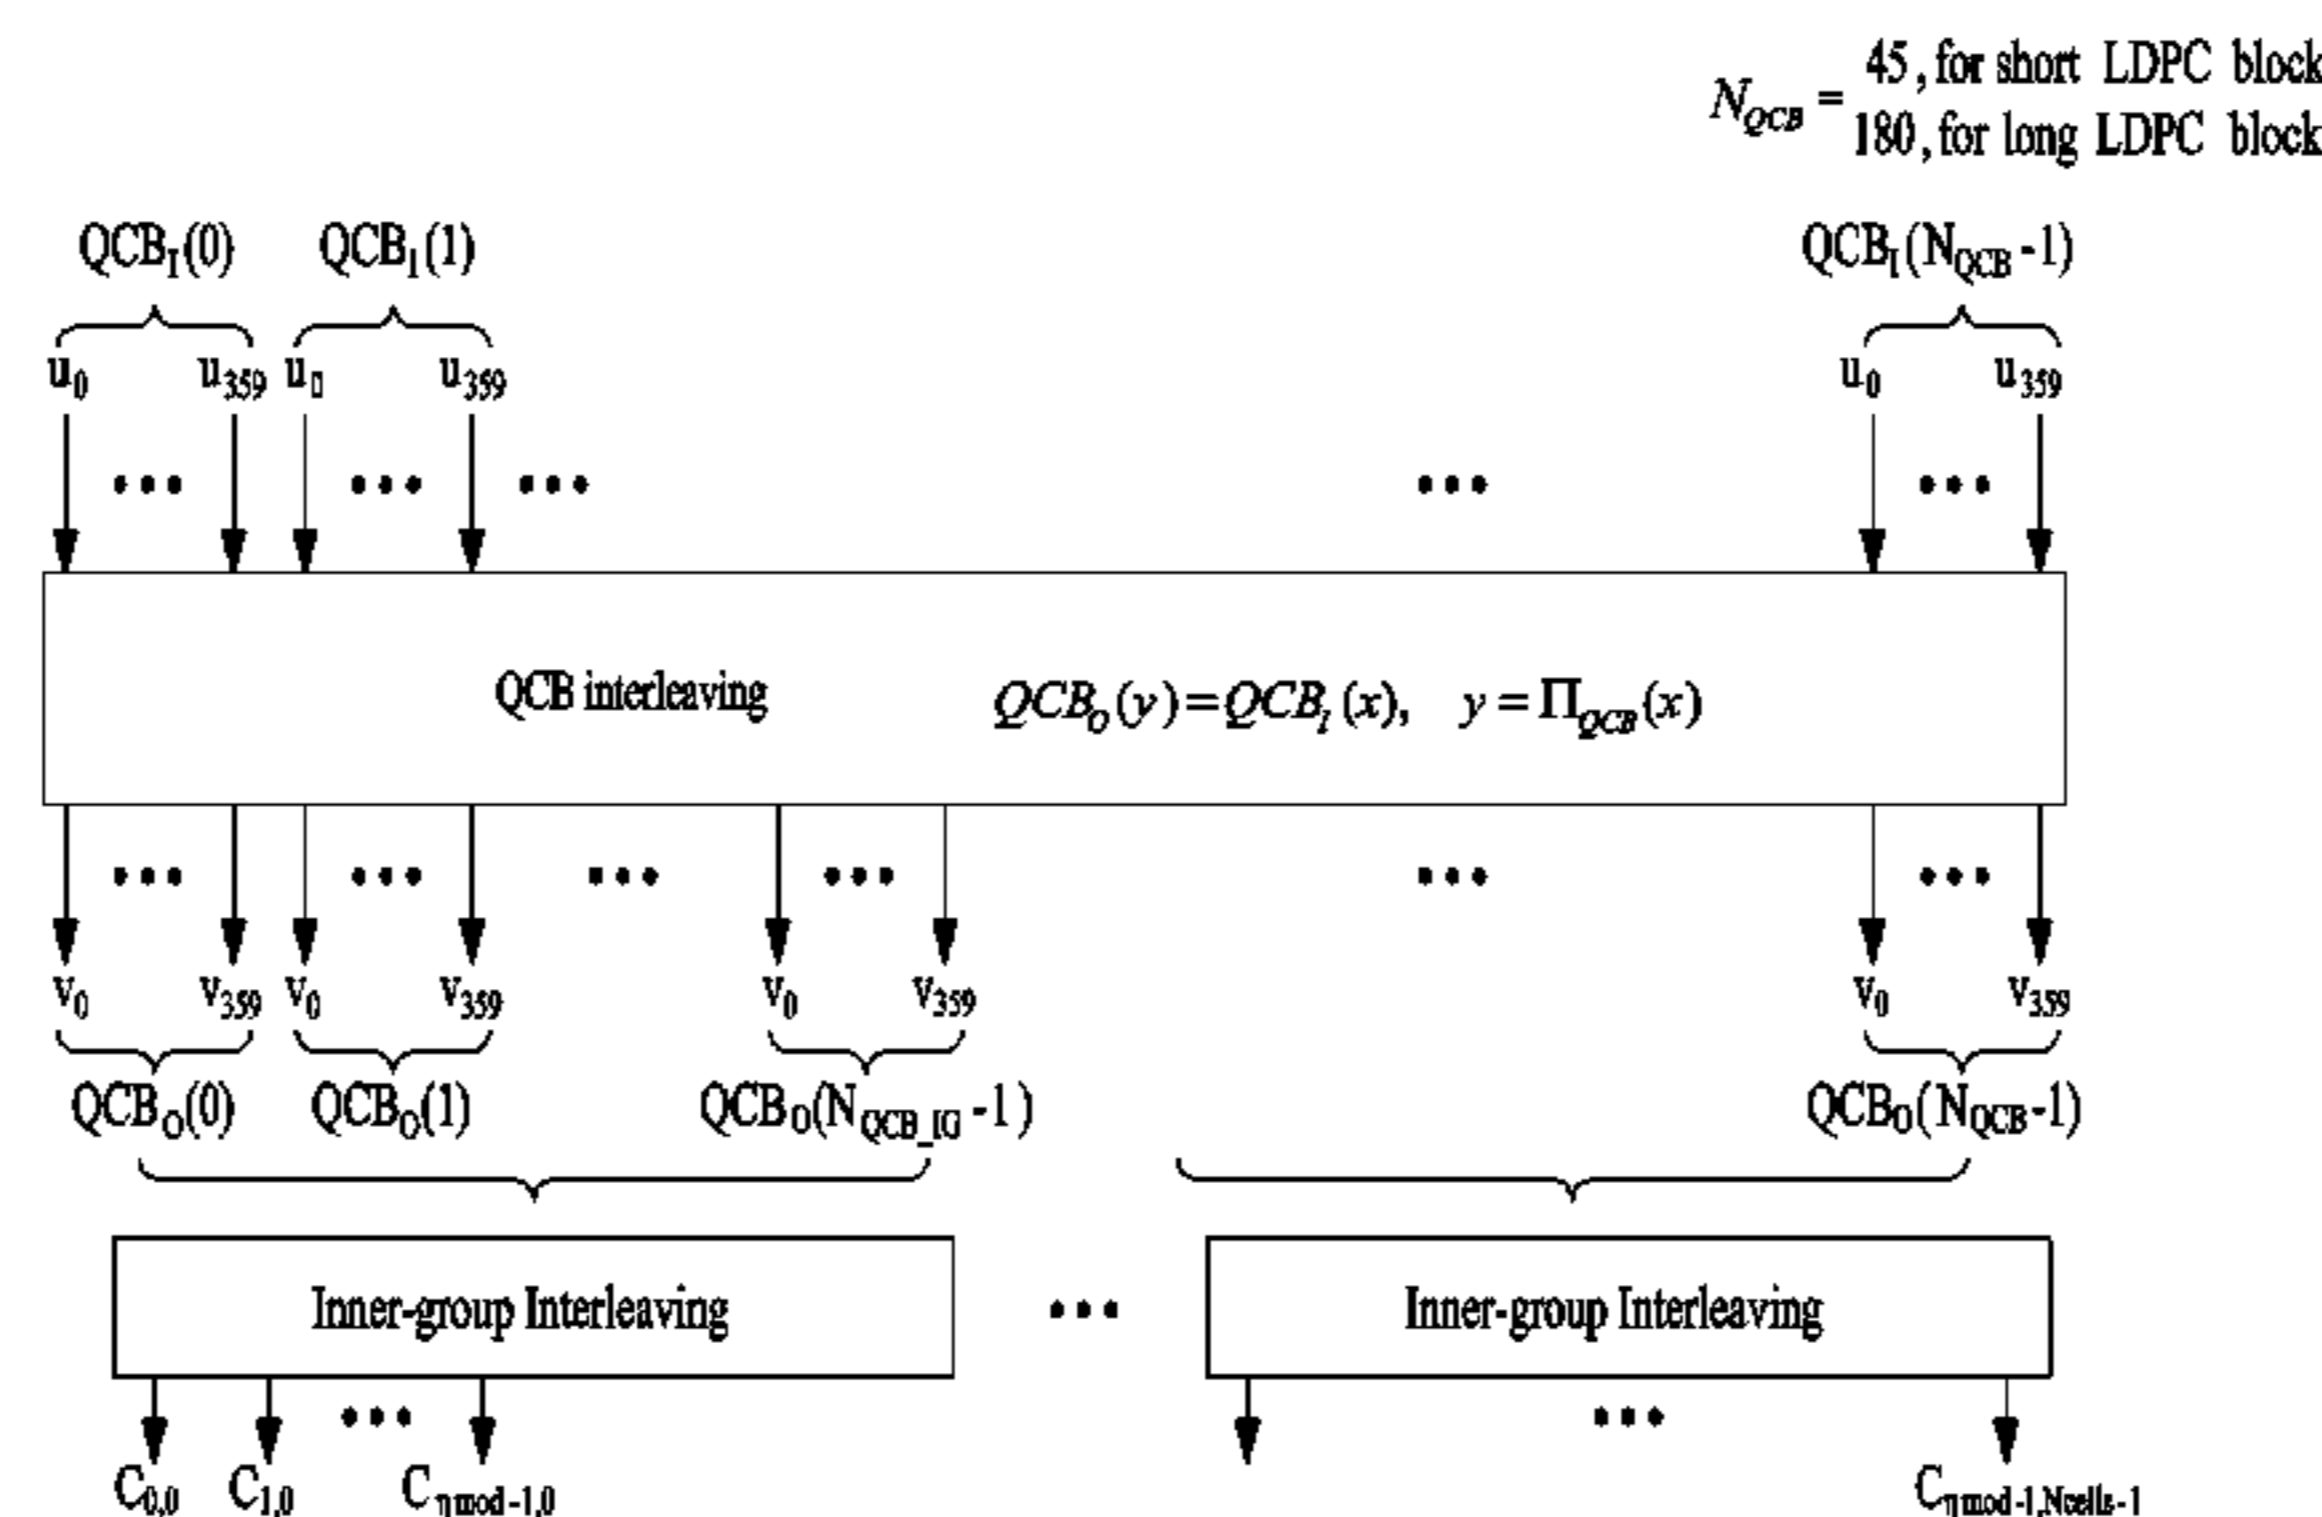 N_QCB = 45, for short LDPC block
180, for long LDPC block
QCB_I(0) QCB_I(1) QCB_I(N_QCB-1)
u_0 u_359 u_0 u_359 u_0 u_359
QCB interleaving QCB_O(y)=QCB_I(x), y=Π_QCB(x)
v_0 v_359 v_0 v_359 v_0 v_359 v_0 v_359
QCB_O(0) QCB_O(1) QCB_O(N_QCB_IG-1) QCB_O(N_QCB-1)
Inner-group Interleaving ••• Inner-group Interleaving
C_0,0 C_1,0 C_ηmod-1,0 C_ηmod-1,Ncells-1